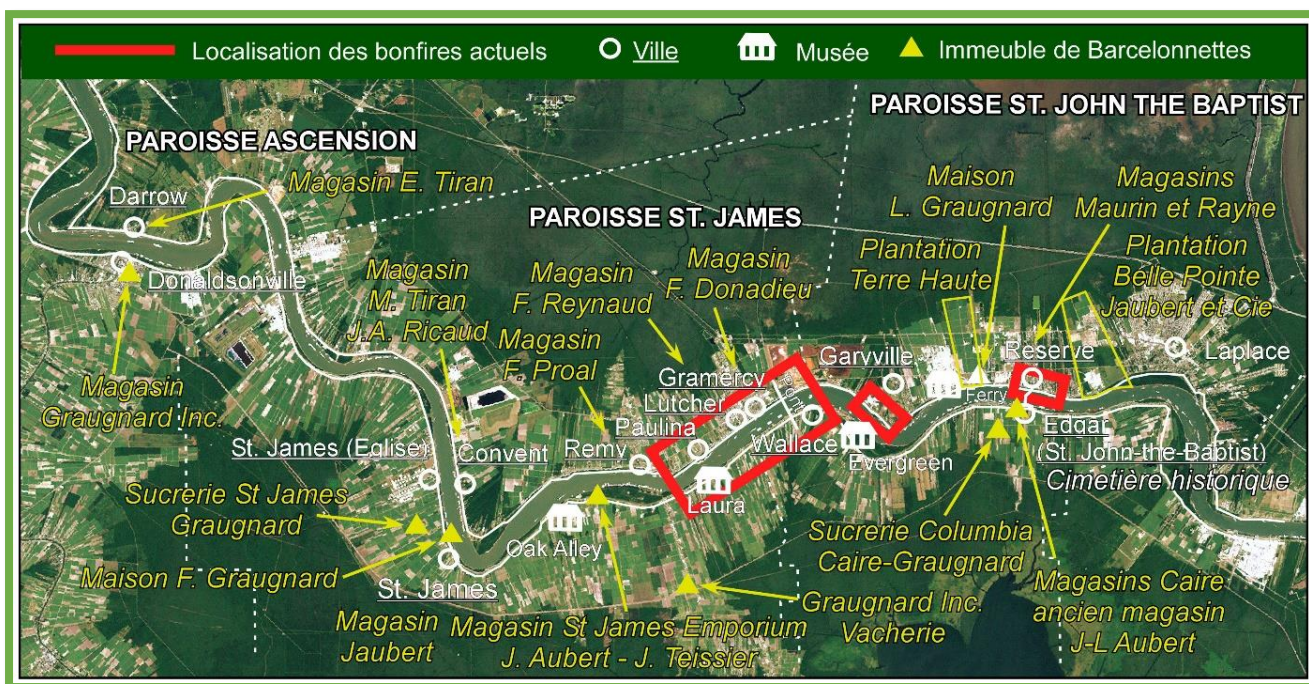 Localisation des bonfires actuels
Ville
Musée
Immeuble de Barcelonnettes
PAROISSE ASCENSION
PAROISSE ST. JOHN THE BAPTIST
PAROISSE ST. JAMES
Darrow
Magasin E. Tiran
Donaldsonville
Magasin
Graugnard Inc.
Magasin
M. Tiran
J.A. Ricaud
Magasin
F. Reynaud
Magasin
F. Proal
Magasin
F. Donadieu
Maison
L. Graugnard
Plantation
Terre Haute
Magasins
Maurin et Rayne
Plantation
Belle Pointe
Jaubert et Cie
Garyville
Reserve
Laplace
Gramercy
Lutcher
Paulina
Pont
Ferry
Wallace
Evergreen
Edgar
(St. John-the-Baptist)
Cimetière historique
St. James (Eglise)
Convent
Remy
Laura
Oak Alley
Sucrerie St James
Graugnard
Maison F. Graugnard
St. James
Magasin
Jaubert
Magasin St James Emporium
J. Aubert - J. Teissier
Graugnard Inc.
Vacherie
Sucrerie Columbia
Caire-Graugnard
Magasins Caire
ancien magasin
J-L Aubert